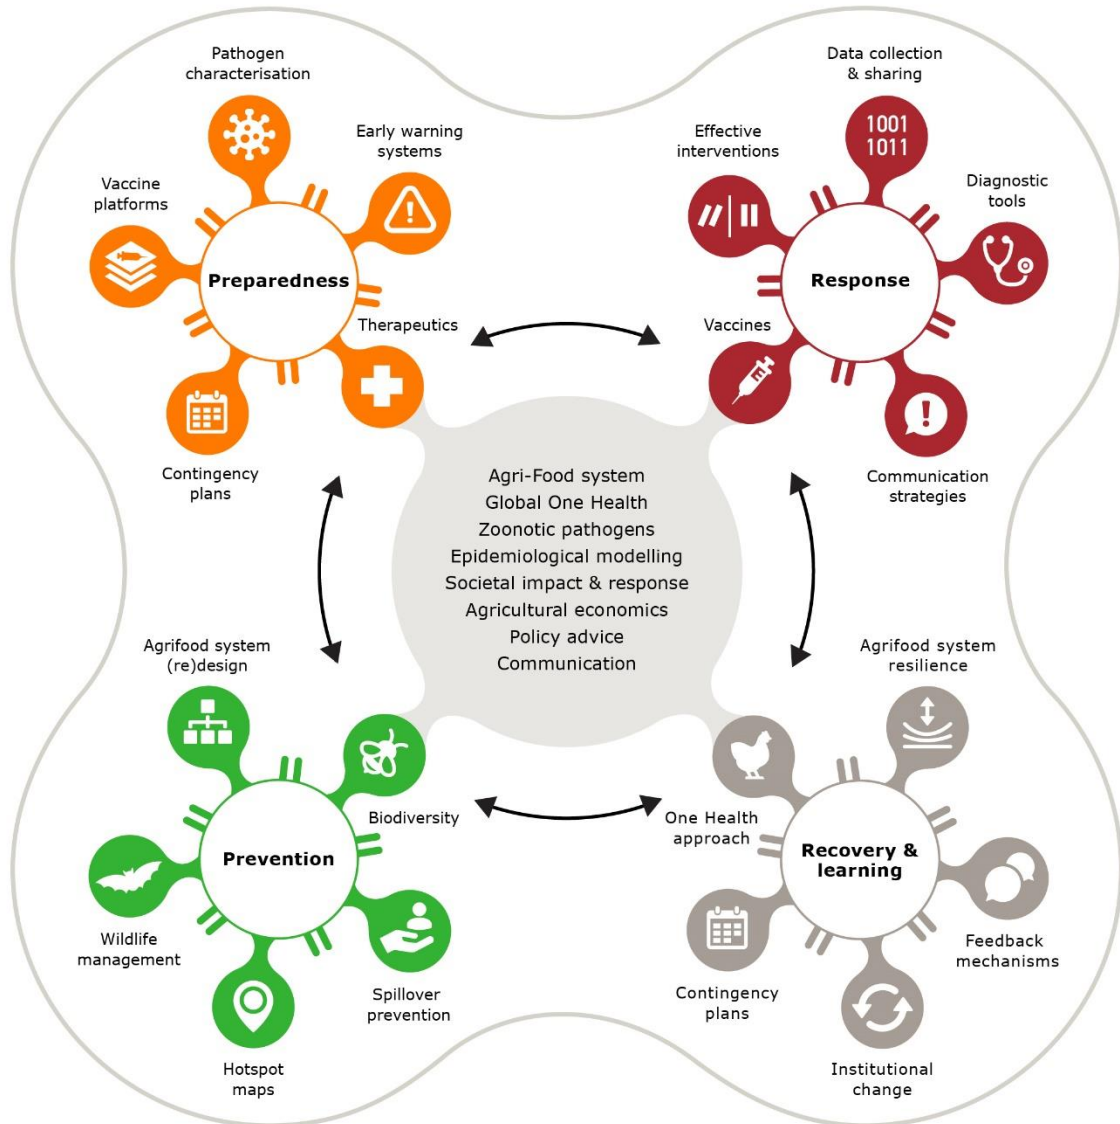 Pathogen
characterisation
Early warning
systems
Vaccine
platforms
Preparedness
Therapeutics
Contingency
plans
Data collection
& sharing
1001
1011
Effective
interventions
Diagnostic
tools
Response
Vaccines
Communication
strategies
Agri-Food system
Global One Health
Zoonotic pathogens
Epidemiological modelling
Societal impact & response
Agricultural economics
Policy advice
Communication
Agrifood system
(re)design
Biodiversity
Prevention
Wildlife
management
Spillover
prevention
Hotspot
maps
Agrifood system
resilience
One Health
approach
Recovery &
learning
Feedback
mechanisms
Contingency
plans
Institutional
change